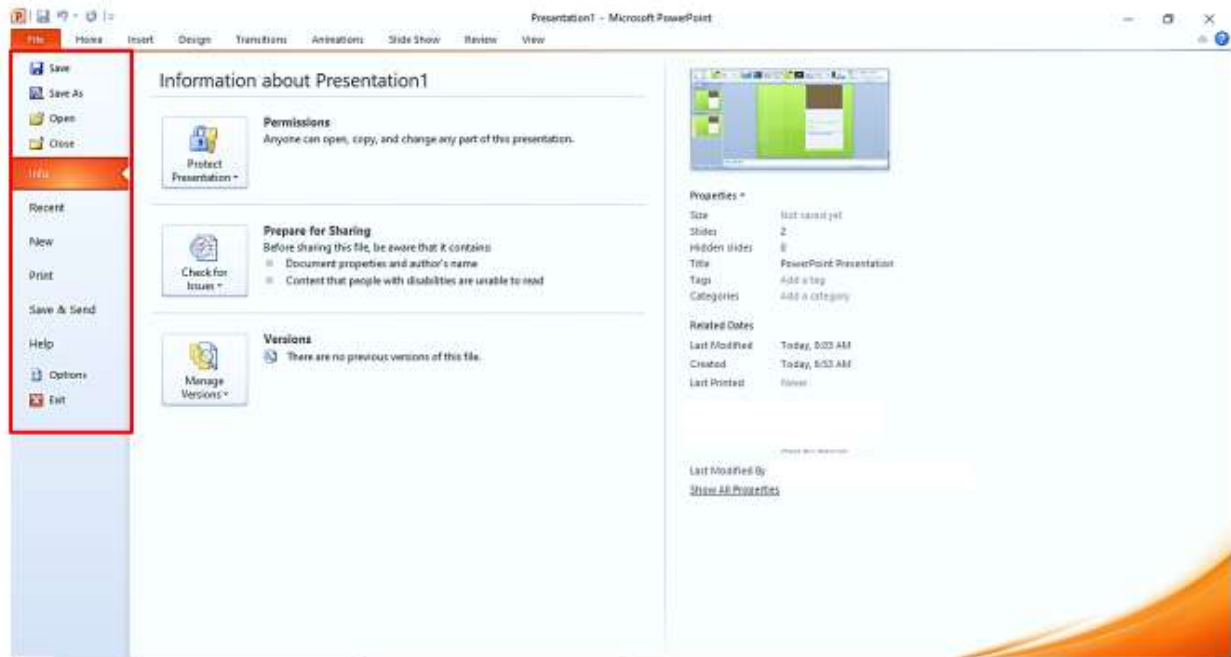 Presentation1 - Microsoft PowerPoint
File Home Insert Design Transitions Animations Slide Show Review View
Save
Save As
Open
Close
Info
Recent
New
Print
Save & Send
Help
Options
Exit
Information about Presentation1
Protect
Presentation
Permissions
Anyone can open, copy, and change any part of this presentation.
Check for
Issues
Prepare for Sharing
Before sharing this file, be aware that it contains:
Document properties and author's name
Content that people with disabilities are unable to read
Manage
Versions
Versions
There are no previous versions of this file.
Properties
Size Not saved yet
Slides 2
Hidden slides 0
Title PowerPoint Presentation
Tags Add a tag
Categories Add a category
Related Dates
Last Modified Today, 8:03 AM
Created Today, 6:53 AM
Last Printed Never
Last Modified By
Show All Properties